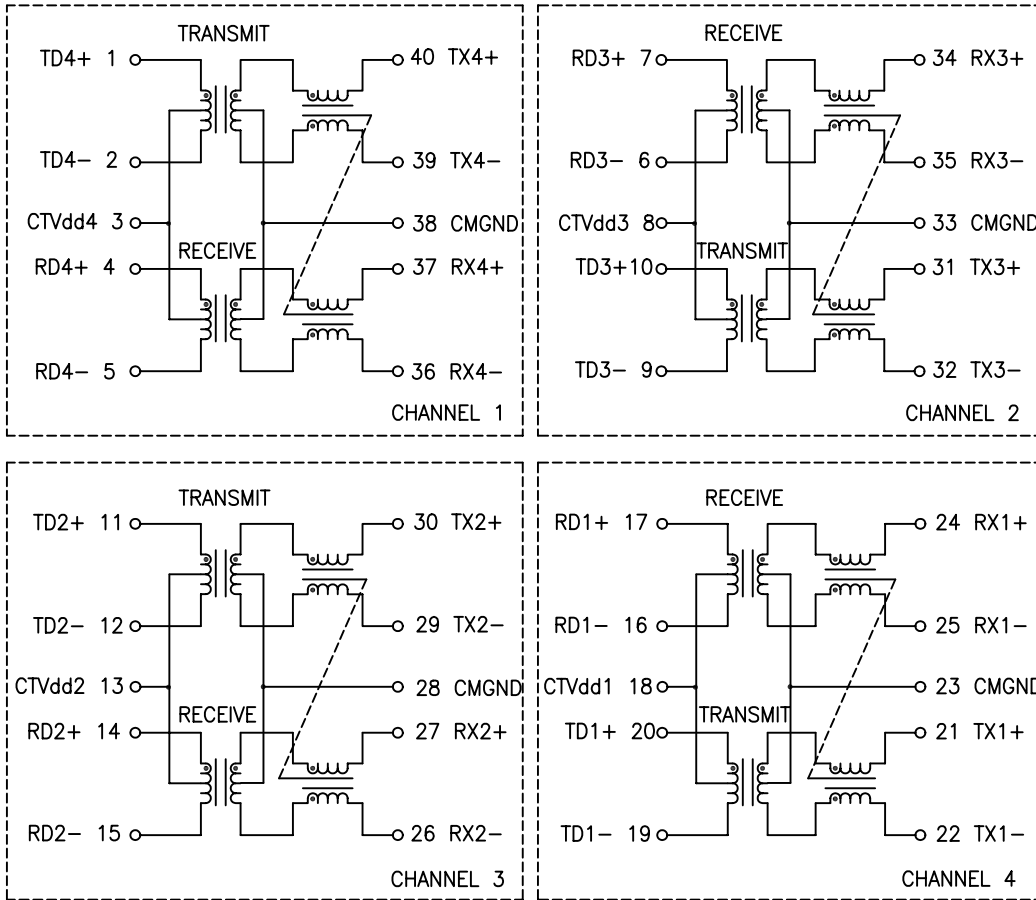 TRANSMIT
TD4+ 1 40 TX4+
TD4- 2 39 TX4-
CTVdd4 3 38 CMGND
RECEIVE
RD4+ 4 37 RX4+
RD4- 5 36 RX4-
CHANNEL 1
RECEIVE
RD3+ 7 34 RX3+
RD3- 6 35 RX3-
CTVdd3 8 33 CMGND
TRANSMIT
TD3+10 31 TX3+
TD3- 9 32 TX3-
CHANNEL 2
TRANSMIT
TD2+ 11 30 TX2+
TD2- 12 29 TX2-
CTVdd2 13 28 CMGND
RECEIVE
RD2+ 14 27 RX2+
RD2- 15 26 RX2-
CHANNEL 3
RECEIVE
RD1+ 17 24 RX1+
RD1- 16 25 RX1-
CTVdd1 18 23 CMGND
TRANSMIT
TD1+ 20 21 TX1+
TD1- 19 22 TX1-
CHANNEL 4